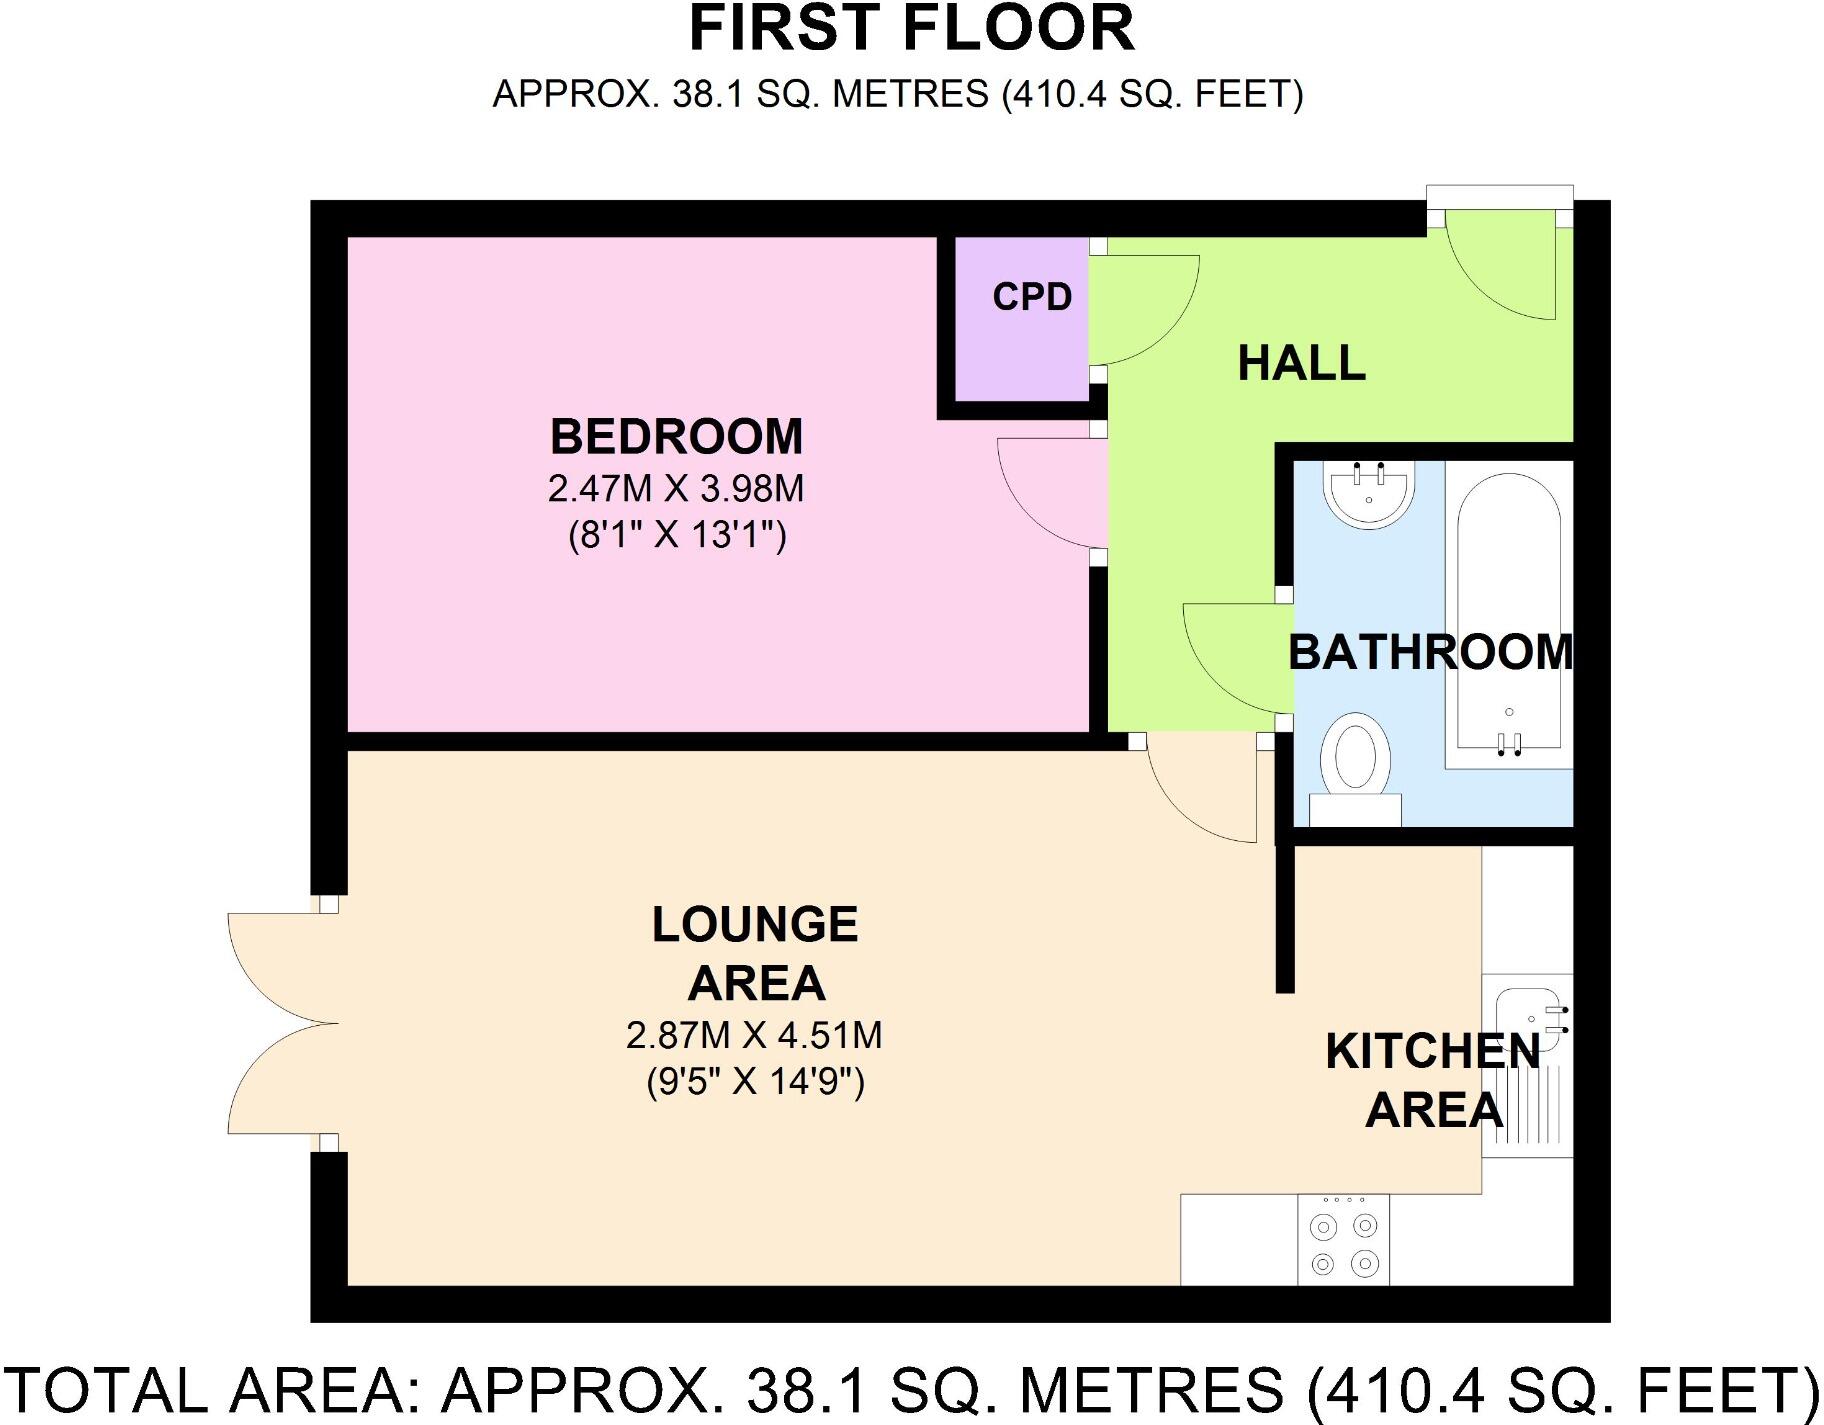 FIRST FLOOR
APPROX. 38.1 SQ. METRES (410.4 SQ. FEET)
CPD
HALL
BEDROOM
2.47M X 3.98M
(8'1" X 13'1")
BATHROOM
LOUNGE
AREA
2.87M X 4.51M
(9'5" X 14'9")
KITCHEN
AREA
TOTAL AREA: APPROX. 38.1 SQ. METRES (410.4 SQ. FEET)